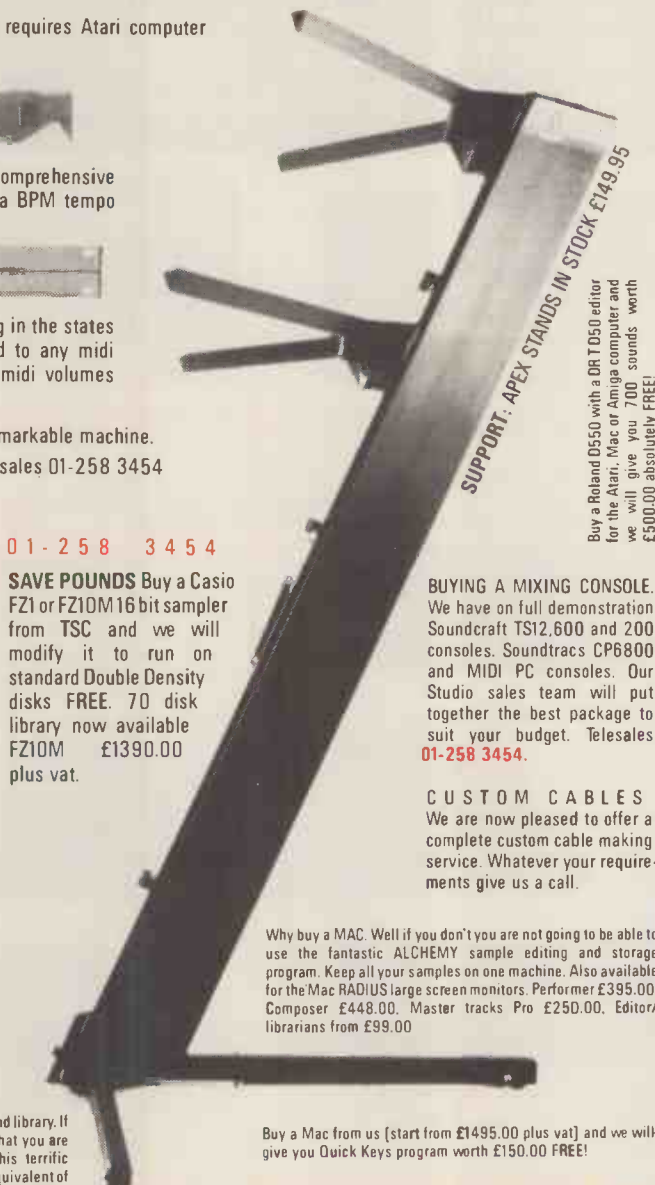 requires Atari computer
omprehensive
a BPM tempo
g in the states
d to any midi
midi volumes
markable machine.
sales 01-258 3454
01-258 3454
SAVE POUNDS Buy a Casio
FZ1 or FZ10M 16 bit sampler
from TSC and we will
modify it to run on
standard Double Density
disks FREE. 70 disk
library now available
FZ10M £1390.00
plus vat.
SUPPORT: APEX STANDS IN STOCK £149.95
Buy a Roland D550 with a DR T D50 editor
for the Atari, Mac or Amiga computer and
we will give you 700 sounds worth
£500.00 absolutely FREE!
BUYING A MIXING CONSOLE.
We have on full demonstration
Soundcraft TS12,600 and 200
consoles. Soundtracs CP6800
and MIDI PC consoles. Our
Studio sales team will put
together the best package to
suit your budget. Telesales
01-258 3454.
CUSTOM CABLES
We are now pleased to offer a
complete custom cable making
service. Whatever your require-
ments give us a call.
Why buy a MAC. Well if you don't you are not going to be able to
use the fantastic ALCHEMY sample editing and storage
program. Keep all your samples on one machine. Also available
for the Mac RADIUS large screen monitors. Performer £395.00
Composer £448.00. Master tracks Pro £250.00, Editor/
librarians from £99.00
nd library. If
hat you are
his terrific
quivalent of
Buy a Mac from us [start from £1495.00 plus vat] and we will
give you Quick Keys program worth £150.00 FREE!